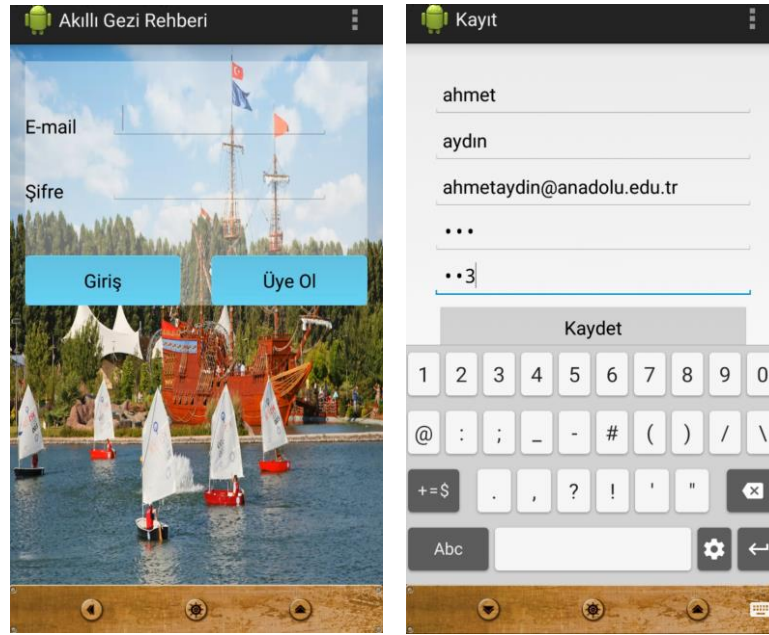 Akıllı Gezi Rehberi
E-mail
Şifre
Giriş
Üye Ol
Kayıt
ahmet
aydın
ahmetaydin@anadolu.edu.tr
•••
••3
Kaydet
1 2 3 4 5 6 7 8 9 0
@ : ; _ - # ( ) / \
+=$ . , ? ! ' "
Abc